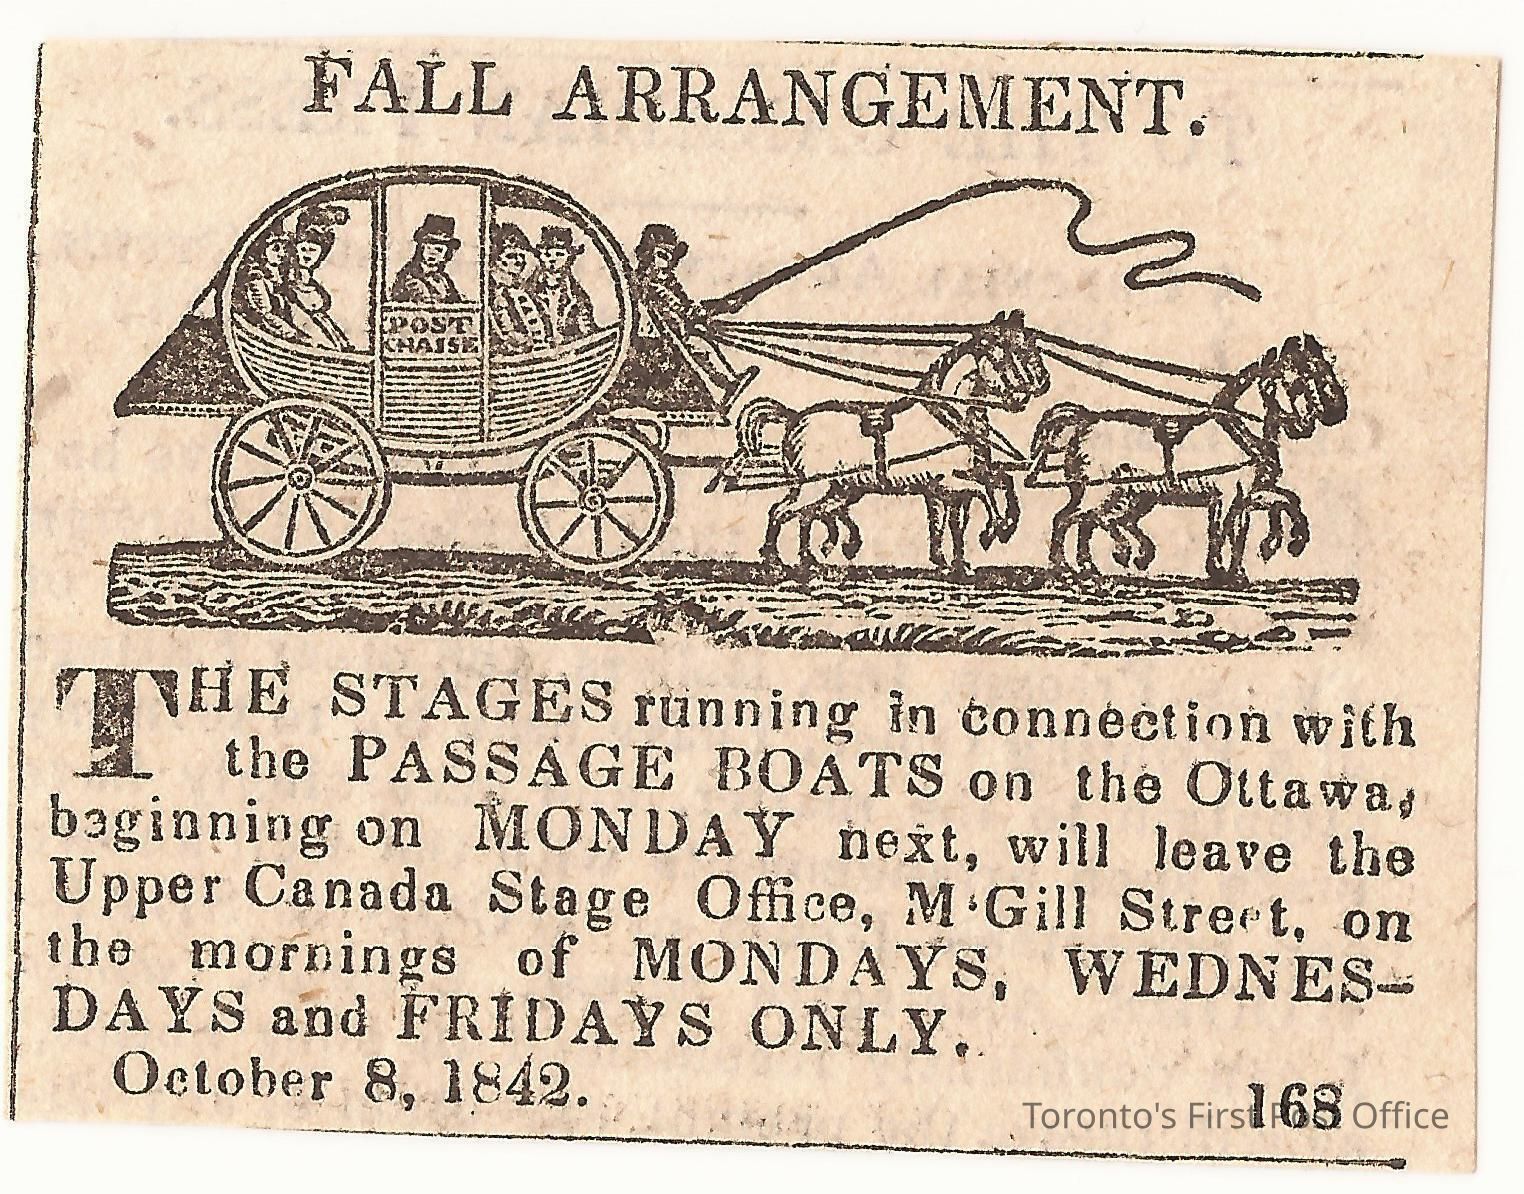 FALL ARRANGEMENT.
POST
CHAISE
THE STAGES running in connection with
the PASSAGE BOATS on the Ottawa,
beginning on MONDAY next, will leave the
Upper Canada Stage Office, M‘Gill Street, on
the mornings of MONDAYS, WEDNES-
DAYS and FRIDAYS ONLY.
October 8, 1842. 168
Toronto's First Post Office